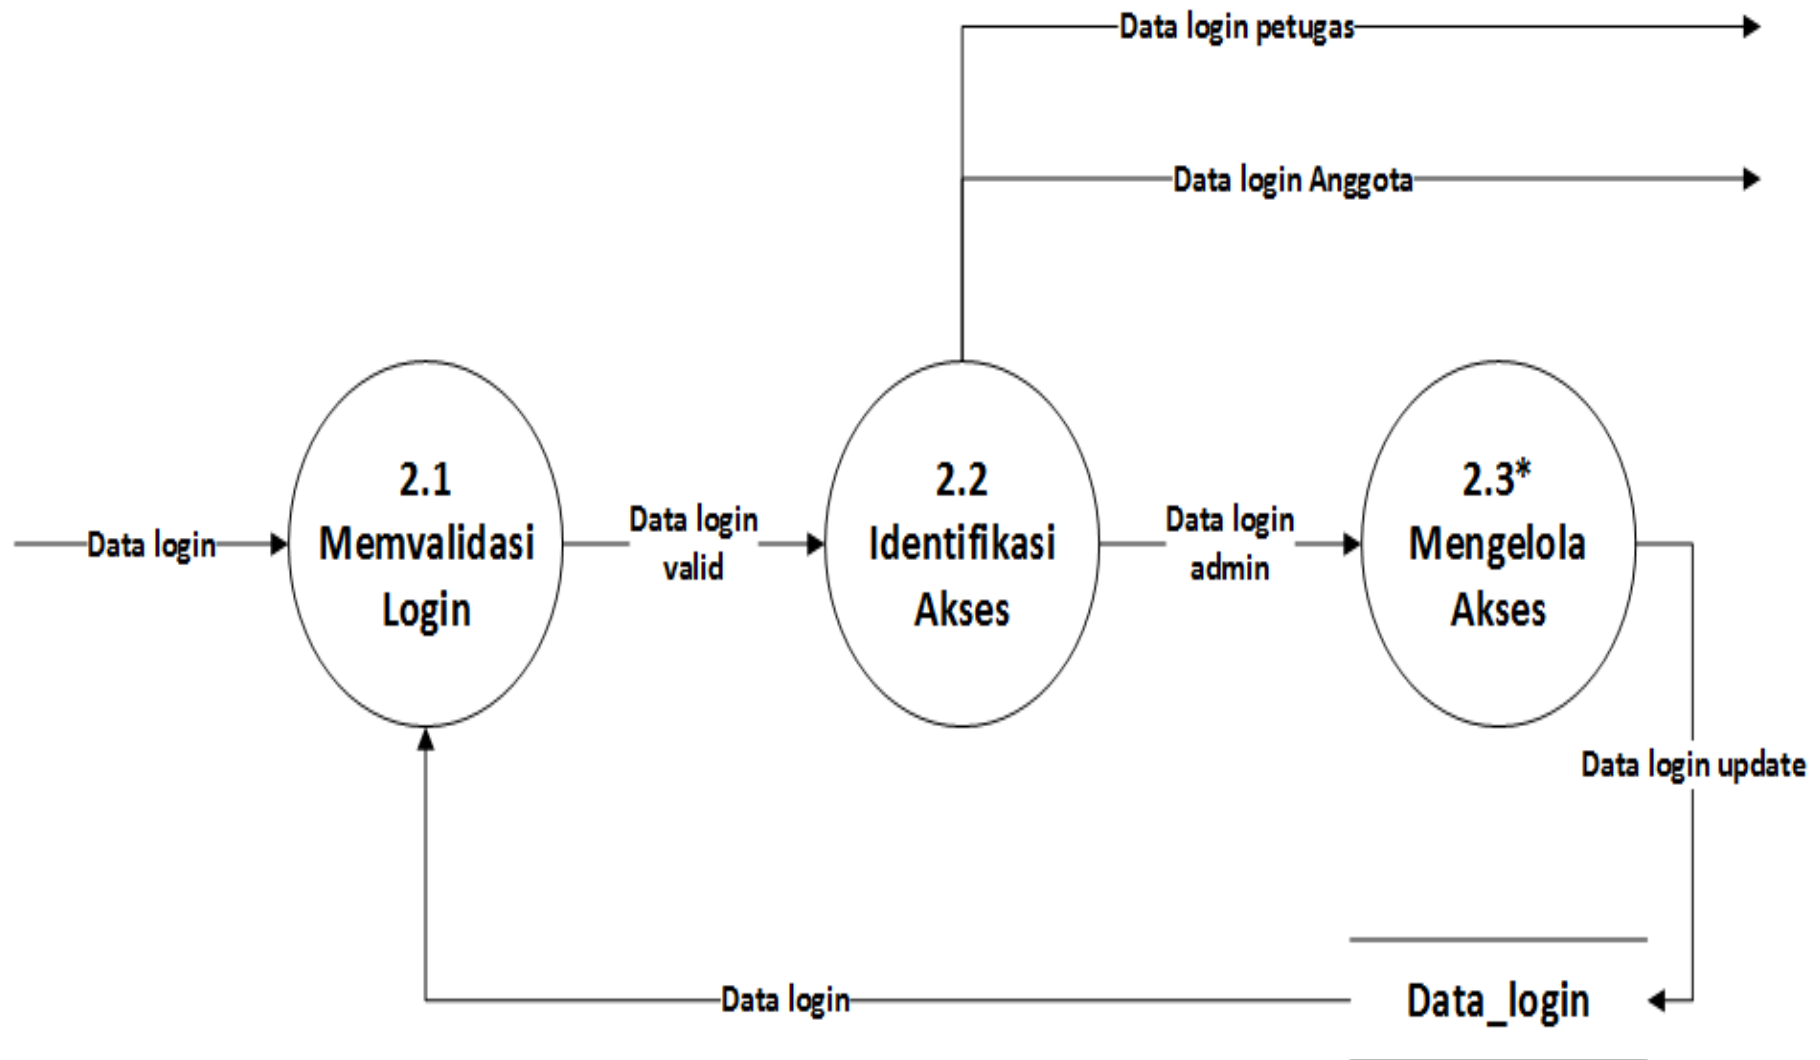 Data login petugas
Data login Anggota
2.1
Memvalidasi
Login
2.2
Identifikasi
Akses
2.3*
Mengelola
Akses
Data login
Data login
valid
Data login
admin
Data login update
Data login
Data_login